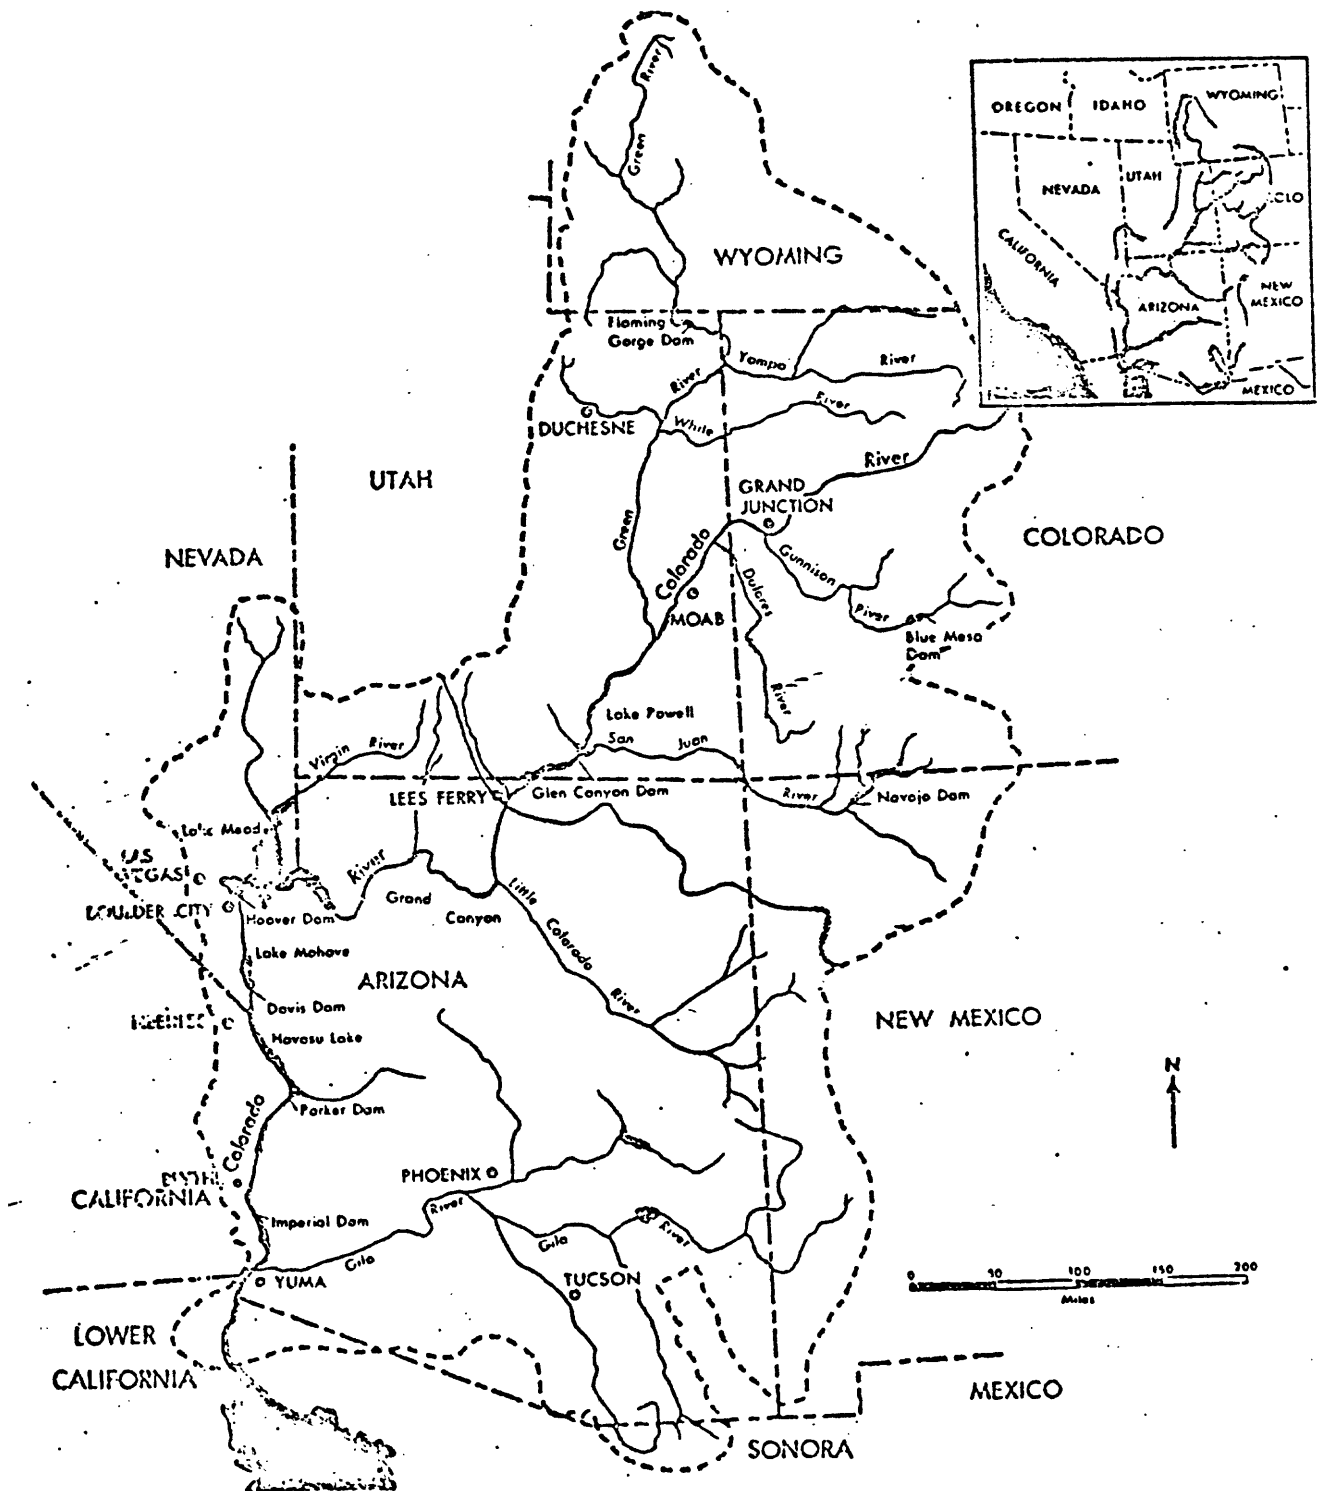 River
Green
WYOMING
Flaming
Gorge Dam
Yampa
River
River
River
White
DUCHESNE
River
GRAND
JUNCTION
UTAH
COLORADO
NEVADA
Green
Colorado
Gunnison
Dolores
MOAB
River
Blue Mesa
Dam
River
Lake Powell
San Juan
Virgin River
LEES FERRY
Glen Canyon Dam
River
Navajo Dam
Lake Mead
LAS
VEGAS
River
Grand
Canyon
Little
Colorado
River
BOULDER CITY
Hoover Dam
Lake Mohave
ARIZONA
Davis Dam
NEEDLES
Havasu Lake
NEW MEXICO
N
Parker Dam
Colorado
PHOENIX
CALIFORNIA
River
Imperial Dam
Gila
Gila
River
YUMA
TUCSON
0 50 100 150 200
Miles
LOWER
CALIFORNIA
MEXICO
SONORA
OREGON
IDAHO
WYOMING
NEVADA
UTAH
CALIFORNIA
ARIZONA
NEW
MEXICO
MEXICO